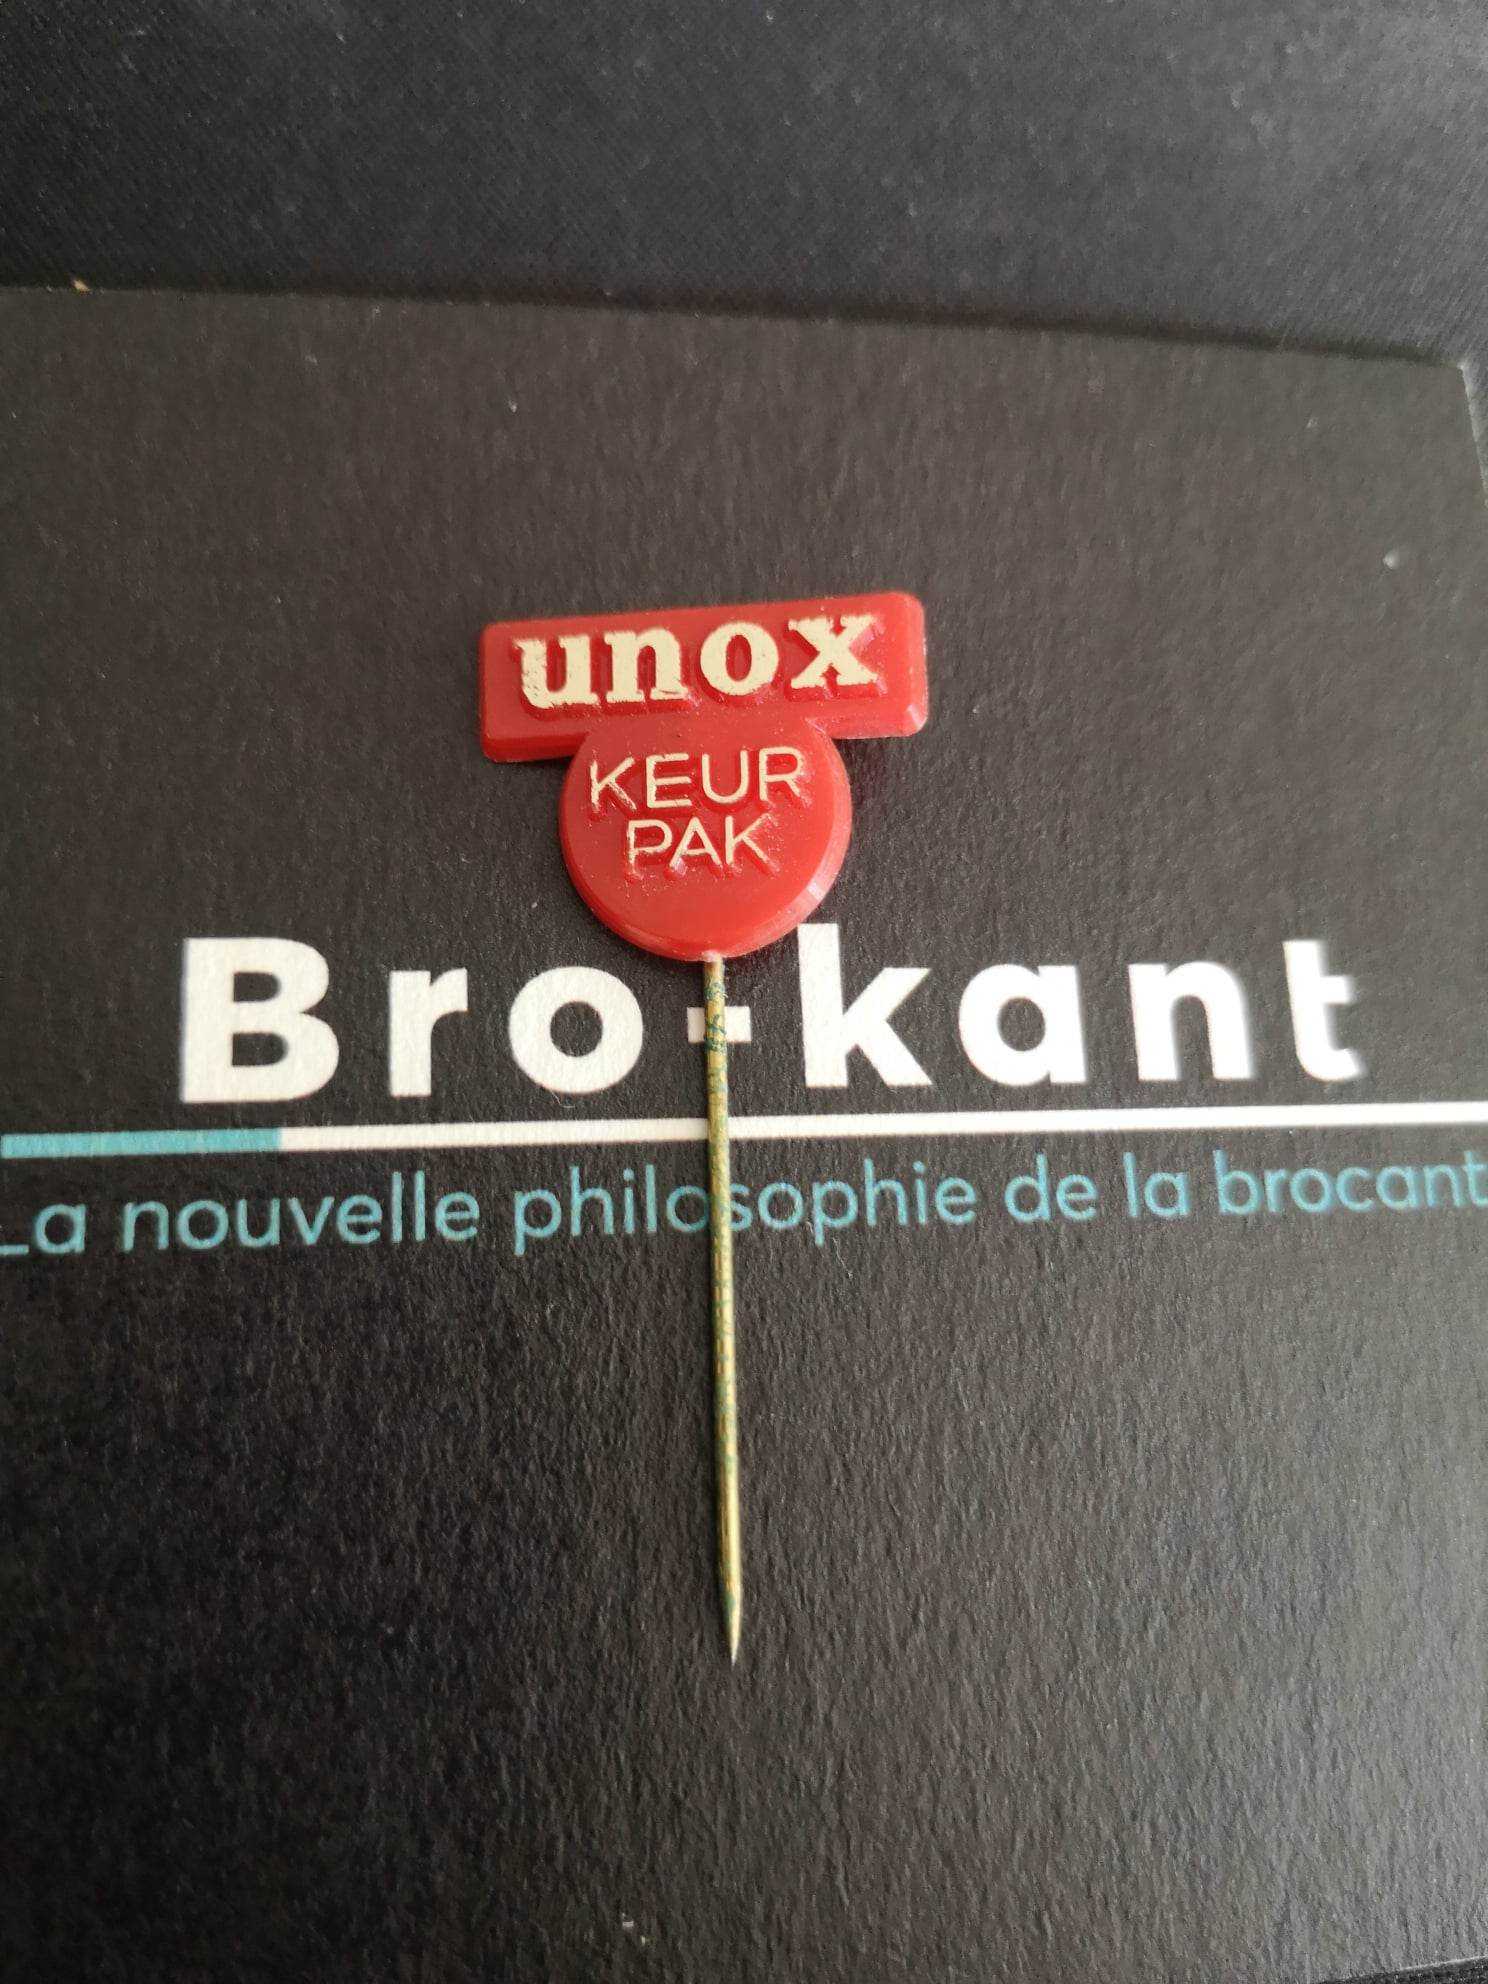 unox
KEUR
PAK
Bro-kant
La nouvelle philosophie de la brocant